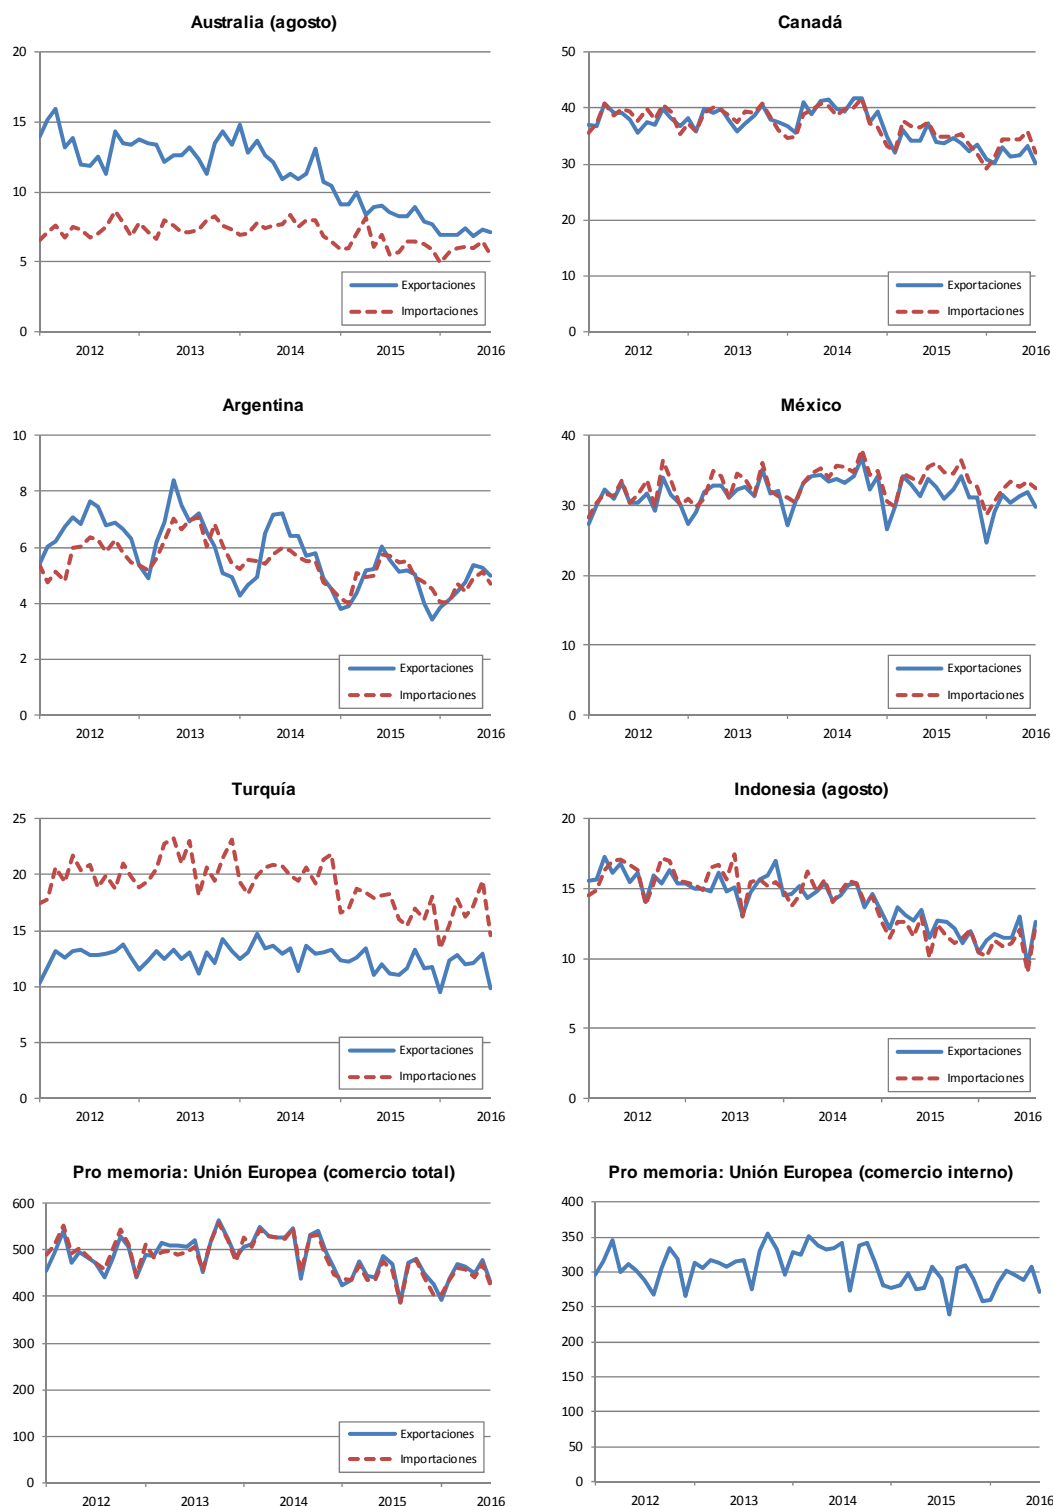 Australia (agosto)
20
15
10
5
0
2012 2013 2014 2015 2016
Exportaciones
Importaciones
Canadá
50
40
30
20
10
0
2012 2013 2014 2015 2016
Exportaciones
Importaciones
Argentina
10
8
6
4
2
0
2012 2013 2014 2015 2016
Exportaciones
Importaciones
México
40
30
20
10
0
2012 2013 2014 2015 2016
Exportaciones
Importaciones
Turquía
25
20
15
10
5
0
2012 2013 2014 2015 2016
Exportaciones
Importaciones
Indonesia (agosto)
20
15
10
5
0
2012 2013 2014 2015 2016
Exportaciones
Importaciones
Pro memoria: Unión Europea (comercio total)
600
500
400
300
200
100
0
2012 2013 2014 2015 2016
Exportaciones
Importaciones
Pro memoria: Unión Europea (comercio interno)
400
350
300
250
200
150
100
50
0
2012 2013 2014 2015 2016